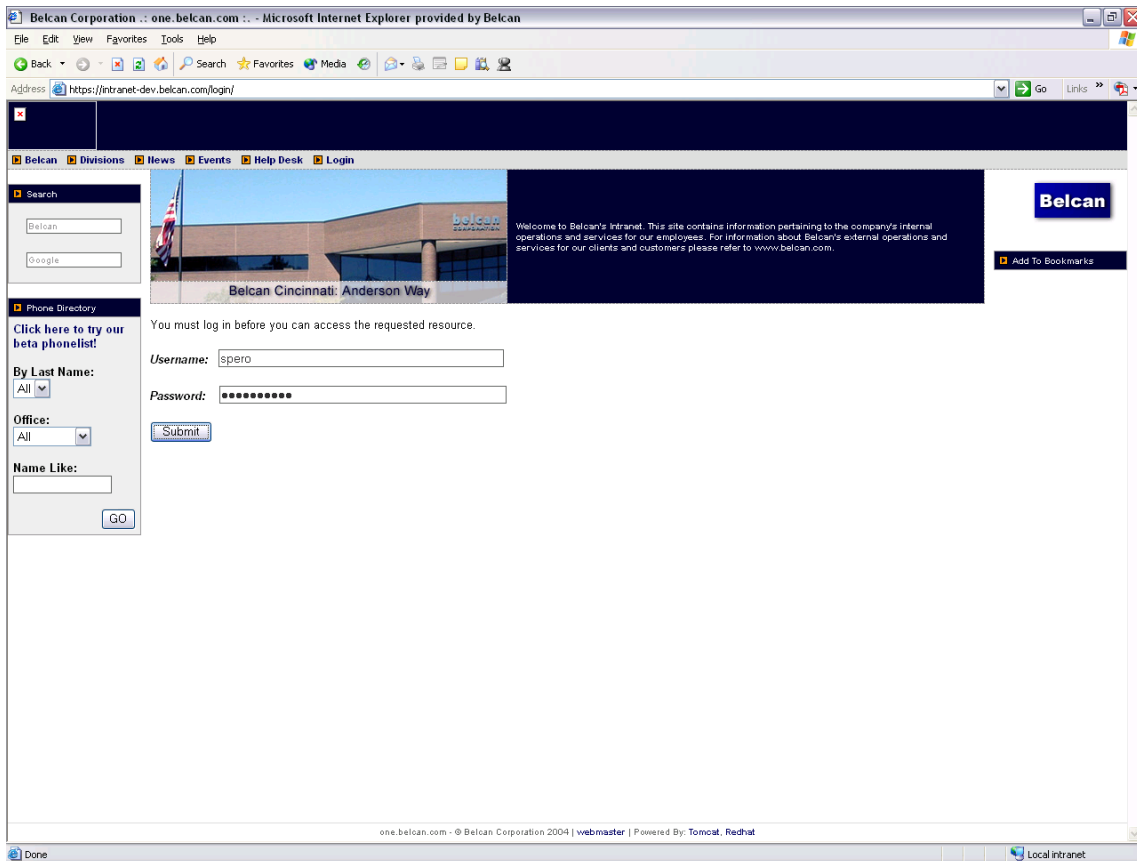 Belcan Corporation .: one.belcan.com :. - Microsoft Internet Explorer provided by Belcan
File Edit View Favorites Tools Help
Back Search Favorites Media
Address https://intranet-dev.belcan.com/login/ Go Links »
Belcan Divisions News Events Help Desk Login
Search
Belcan
Google
belcan
CORPORATION
Belcan Cincinnati: Anderson Way
Welcome to Belcan's Intranet. This site contains information pertaining to the company's internal
operations and services for our employees. For information about Belcan's external operations and
services for our clients and customers please refer to www.belcan.com.
Belcan
Add To Bookmarks
Phone Directory
Click here to try our
beta phonelist!
By Last Name:
All
Office:
All
Name Like:
GO
You must log in before you can access the requested resource.
Username: spero
Password: ••••••••••
Submit
one.belcan.com - © Belcan Corporation 2004 | webmaster | Powered By: Tomcat, Redhat
Done Local intranet